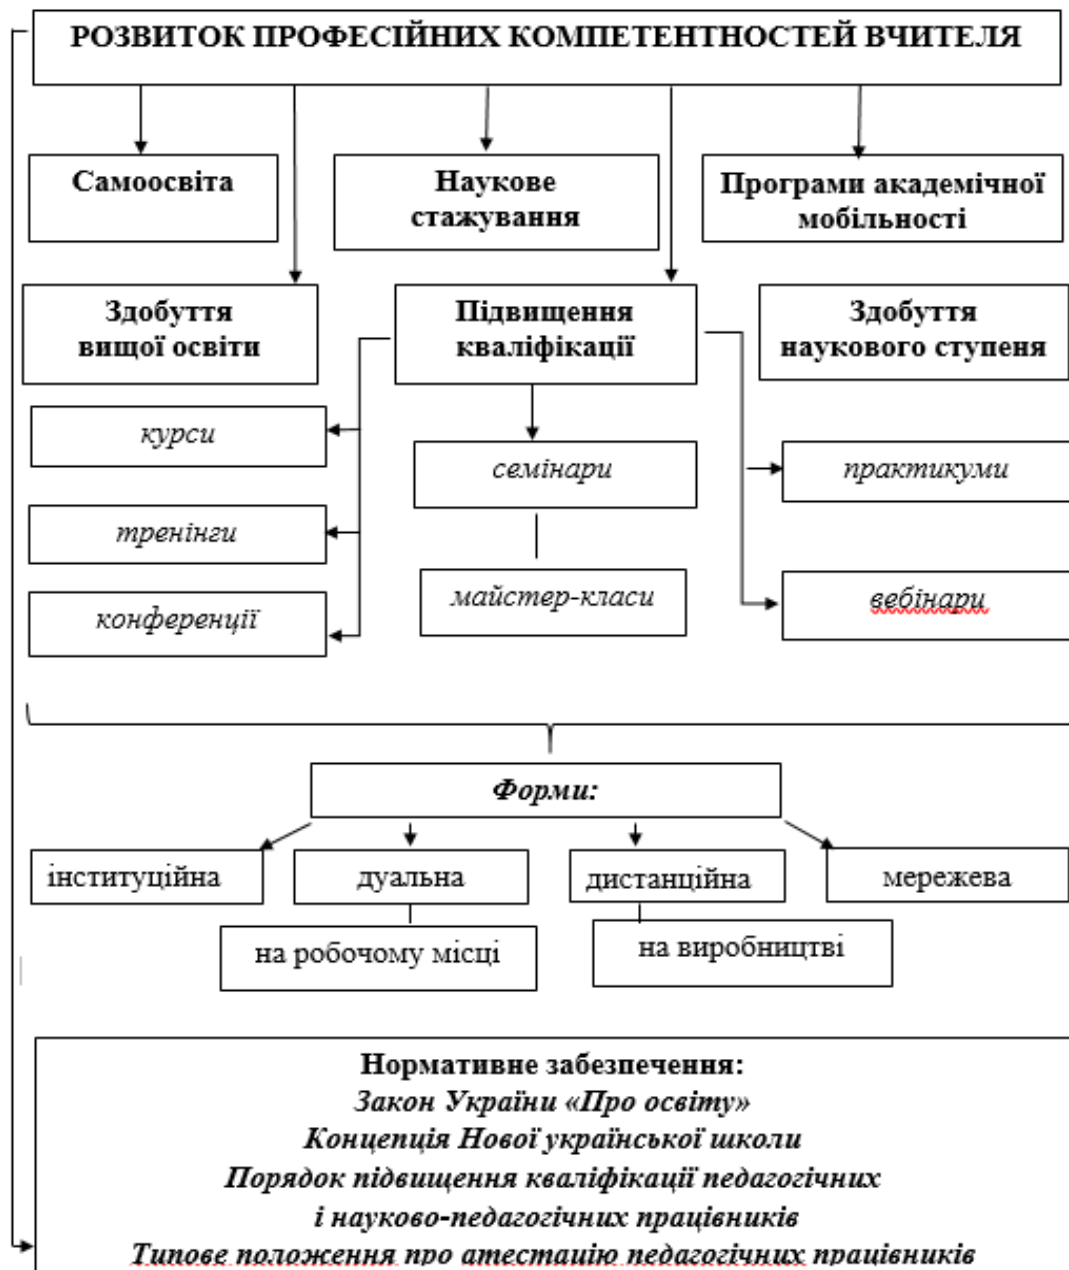 РОЗВИТОК ПРОФЕСІЙНИХ КОМПЕТЕНТНОСТЕЙ ВЧИТЕЛЯ
Самоосвіта
Наукове
стажування
Програми академічної
мобільності
Здобуття
вищої освіти
Підвищення
кваліфікації
Здобуття
наукового ступеня
курси
тренінги
конференції
семінари
майстер-класи
практикуми
вебінари
Форми:
інституційна
дуальна
дистанційна
мережева
на робочому місці
на виробництві
Нормативне забезпечення:
Закон України «Про освіту»
Концепція Нової української школи
Порядок підвищення кваліфікації педагогічних
і науково-педагогічних працівників
Типове положення про атестацію педагогічних працівників